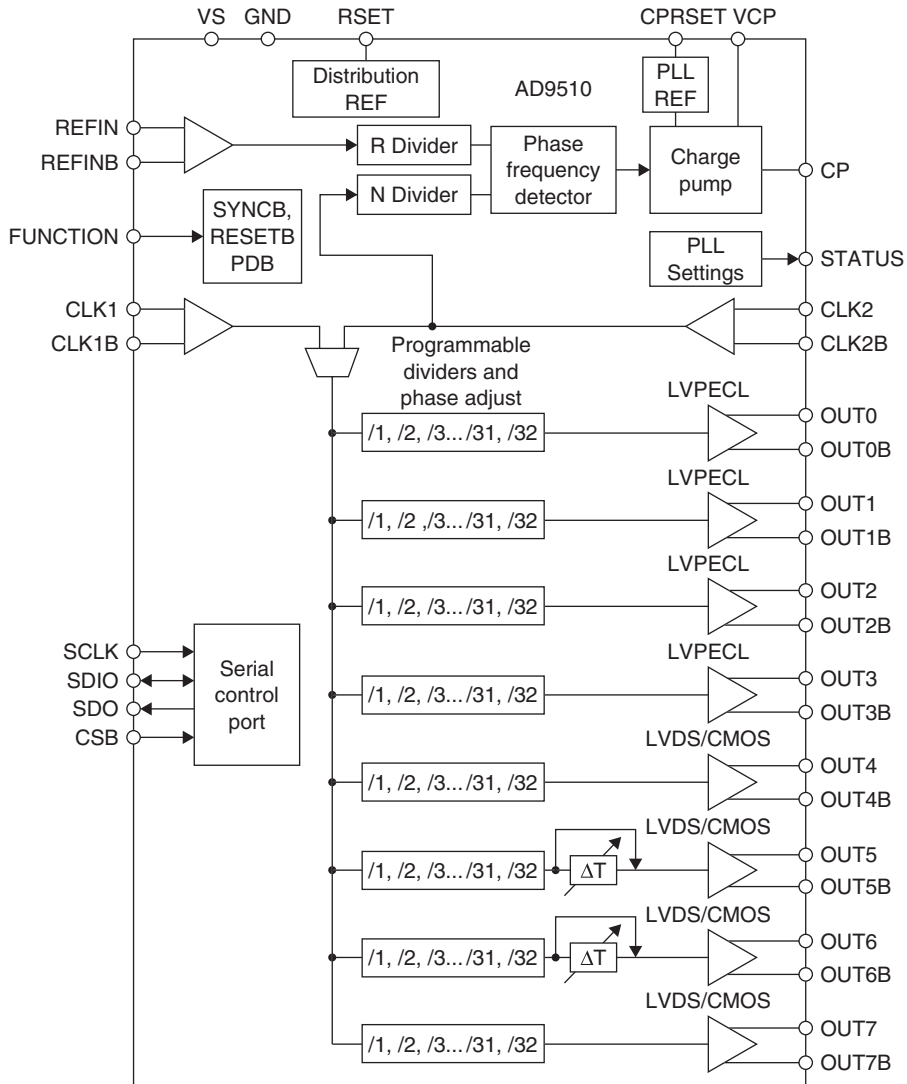 VS GND RSET CPRSET VCP
Distribution
REF
AD9510
PLL
REF
REFIN
REFINB
R Divider
N Divider
Phase
frequency
detector
Charge
pump
CP
FUNCTION
SYNCB,
RESETB
PDB
PLL
Settings
STATUS
CLK1
CLK1B
CLK2
CLK2B
Programmable
dividers and
phase adjust
LVPECL
/1, /2, /3... /31, /32
OUT0
OUT0B
LVPECL
/1, /2 ,/3... /31, /32
OUT1
OUT1B
LVPECL
/1, /2, /3... /31, /32
OUT2
OUT2B
SCLK
SDIO
SDO
CSB
Serial
control
port
LVPECL
/1, /2, /3... /31, /32
OUT3
OUT3B
LVDS/CMOS
/1, /2, /3... /31, /32
OUT4
OUT4B
LVDS/CMOS
/1, /2, /3... /31, /32
ΔT
OUT5
OUT5B
LVDS/CMOS
/1, /2, /3... /31, /32
ΔT
OUT6
OUT6B
LVDS/CMOS
/1, /2, /3... /31, /32
OUT7
OUT7B